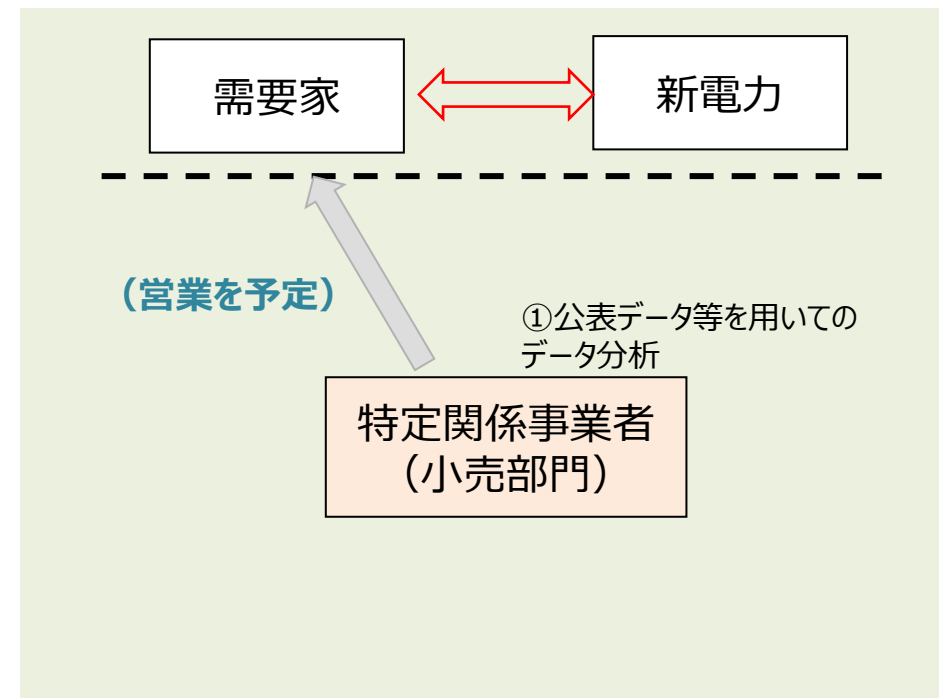 需要家
新電力
（営業を予定）
①公表データ等を用いての
データ分析
特定関係事業者
（小売部門）